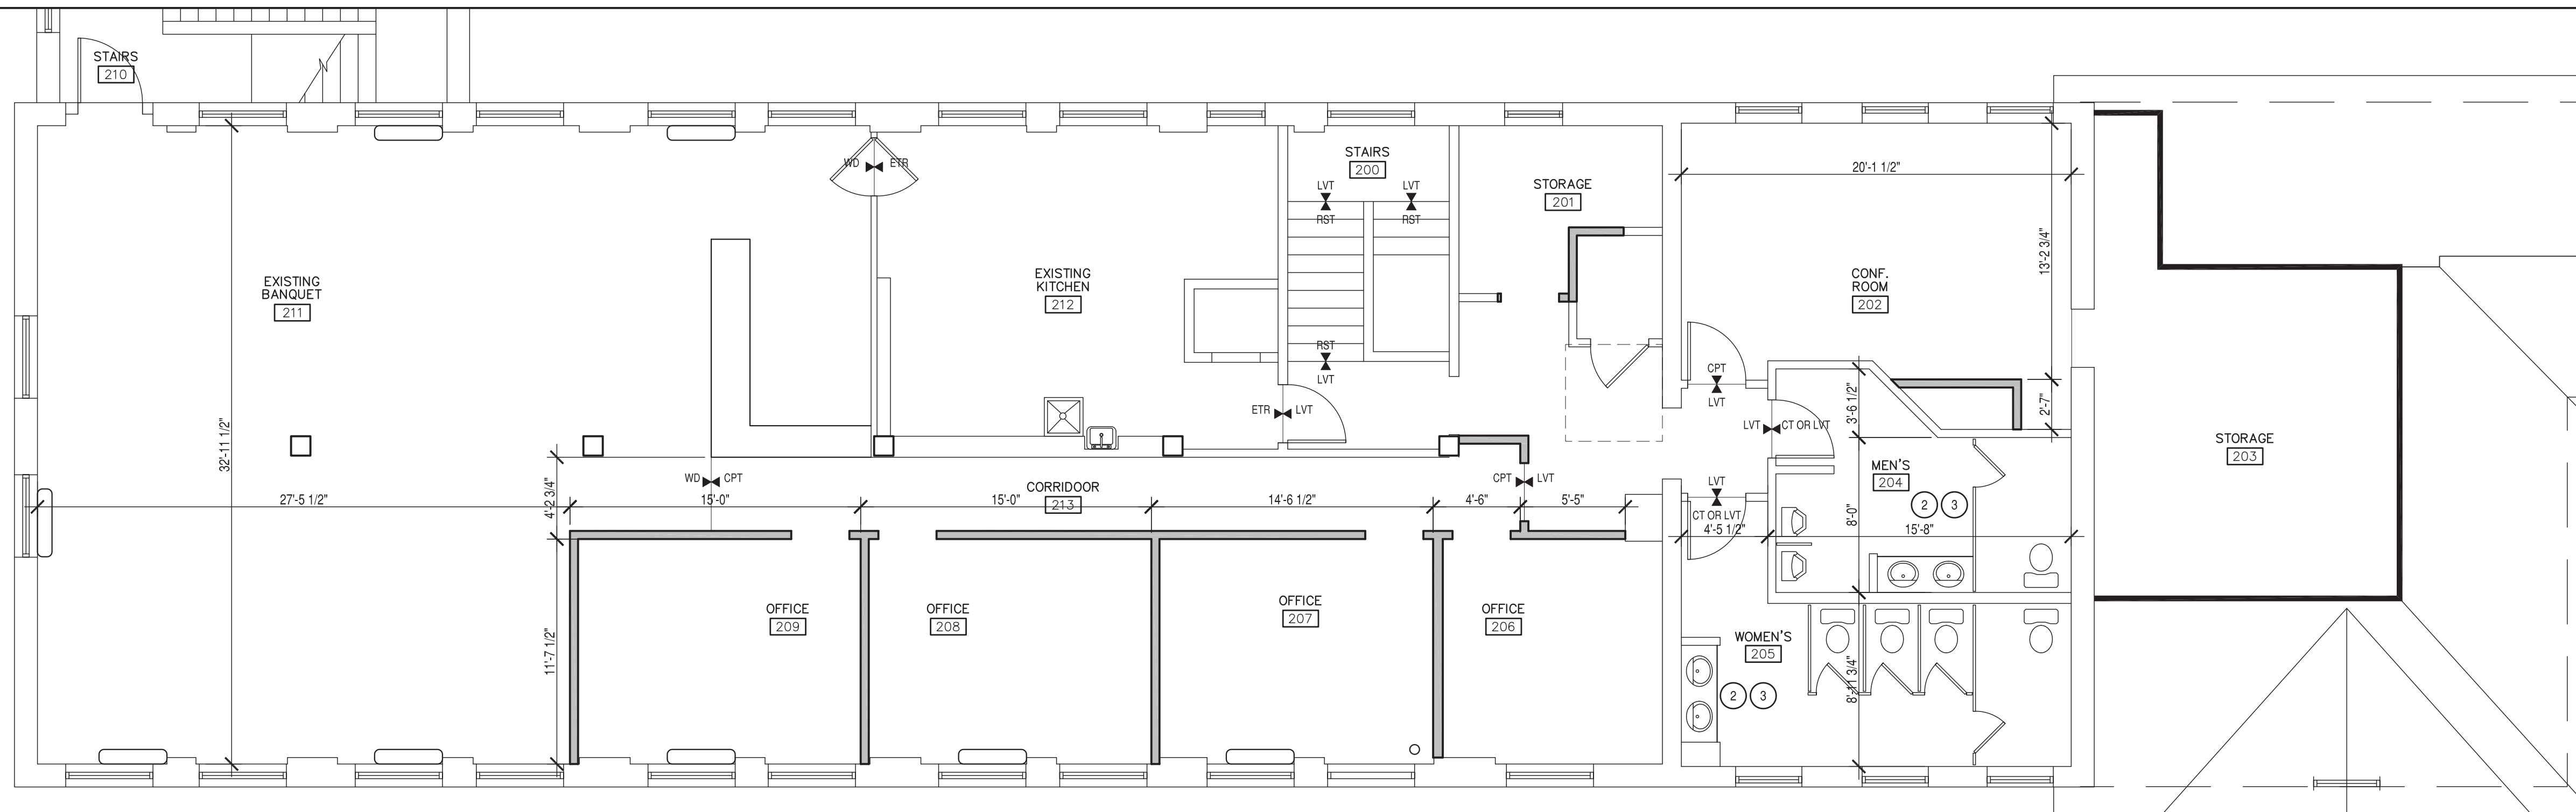 STAIRS
210
EXISTING
BANQUET
211
32'-11 1/2"
27'-5 1/2"
WD
ETR
EXISTING
KITCHEN
212
STAIRS
200
LVT
RST
LVT
RST
RST
LVT
ETR
LVT
STORAGE
201
20'-1 1/2"
13'-2 3/4"
CONF.
ROOM
202
CPT
LVT
LVT
CT OR LVT
3'-6 1/2"
2'-7"
STORAGE
203
WD
CPT
4'-2 3/4"
15'-0"
15'-0"
CORRIDOOR
213
14'-6 1/2"
4'-6"
CPT
LVT
5'-5"
LVT
CT OR LVT
4'-5 1/2"
MEN'S
204
2
3
8'-0"
15'-8"
11'-7 1/2"
OFFICE
209
OFFICE
208
OFFICE
207
OFFICE
206
WOMEN'S
205
2
3
8'-11 3/4"